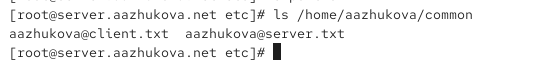 [root@server.aazhukova.net etc]# ls /home/aazhukova/common
aazhukova@client.txt  aazhukova@server.txt
[root@server.aazhukova.net etc]#